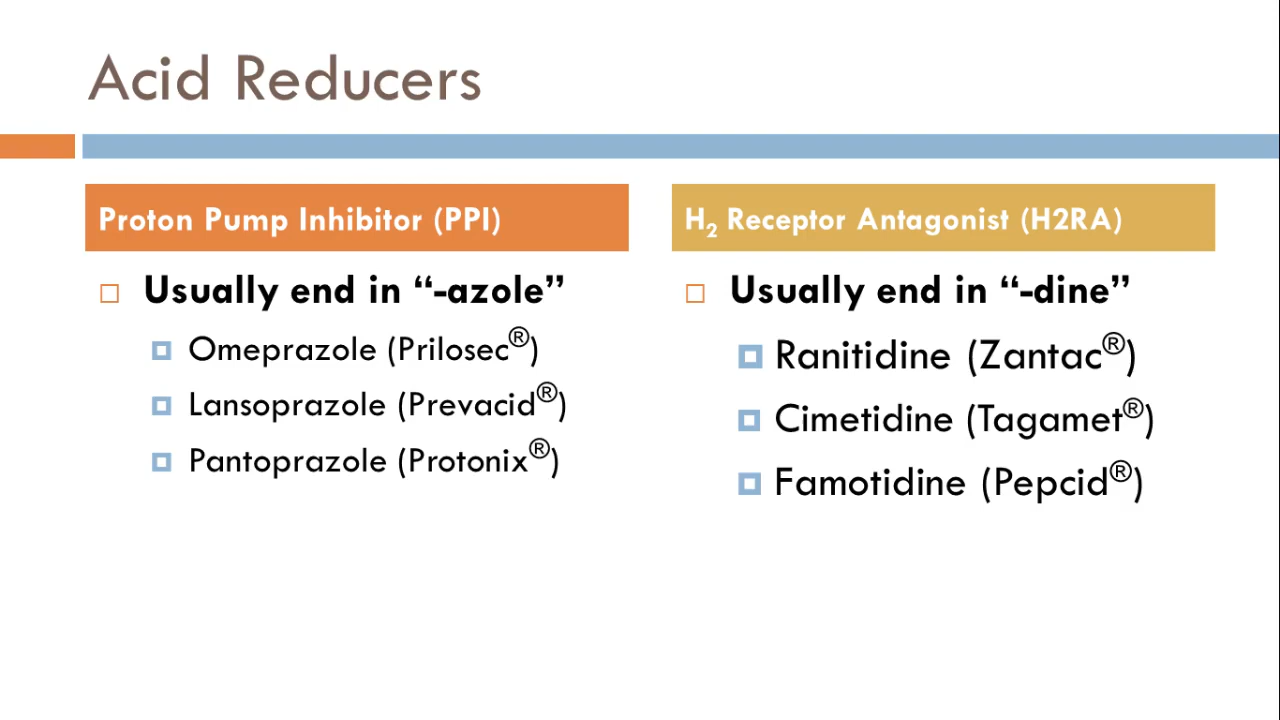 Acid Reducers
Proton Pump Inhibitor (PPI)
Usually end in “-azole”
Omeprazole (Prilosec®)
Lansoprazole (Prevacid®)
Pantoprazole (Protonix®)
H₂ Receptor Antagonist (H2RA)
Usually end in “-dine”
Ranitidine (Zantac®)
Cimetidine (Tagamet®)
Famotidine (Pepcid®)